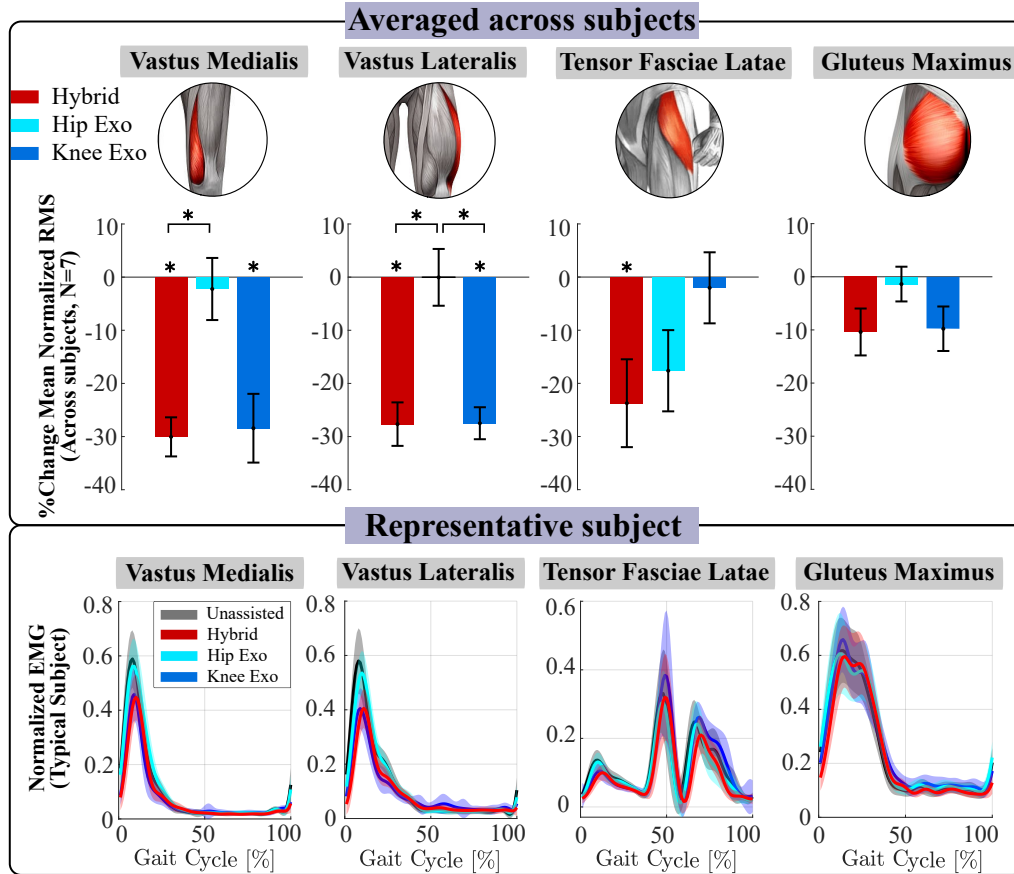 Averaged across subjects
Vastus Medialis
Vastus Lateralis
Tensor Fasciae Latae
Gluteus Maximus
Hybrid
Hip Exo
Knee Exo
%Change Mean Normalized RMS
(Across subjects, N=7)
10
0
-10
-20
-30
-40
*
*
*
10
0
-10
-20
-30
-40
*
*
*
*
10
0
-10
-20
-30
-40
*
10
0
-10
-20
-30
-40
Representative subject
Vastus Medialis
Vastus Lateralis
Tensor Fasciae Latae
Gluteus Maximus
Normalized EMG
(Typical Subject)
Unassisted
Hybrid
Hip Exo
Knee Exo
0.8
0.6
0.4
0.2
0
0
50
100
Gait Cycle [%]
0.8
0.6
0.4
0.2
0
0
50
100
Gait Cycle [%]
0.6
0.4
0.2
0
0
50
100
Gait Cycle [%]
0.8
0.6
0.4
0.2
0
0
50
100
Gait Cycle [%]